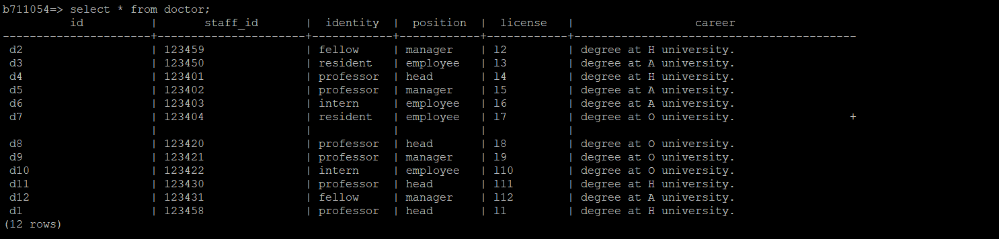 b711054=> select * from doctor;
          id          |       staff_id       |  identity  |  position  |  license   |                  career
----------------------+----------------------+------------+------------+------------+------------------------------------------
 d2                   | 123459               | fellow     | manager    | l2         | degree at H university.
 d3                   | 123450               | resident   | employee   | l3         | degree at A university.
 d4                   | 123401               | professor  | head       | l4         | degree at H university.
 d5                   | 123402               | professor  | manager    | l5         | degree at A university.
 d6                   | 123403               | intern     | employee   | l6         | degree at A university.
 d7                   | 123404               | resident   | employee   | l7         | degree at O university.                 +
                      |                      |            |            |            |
 d8                   | 123420               | professor  | head       | l8         | degree at O university.
 d9                   | 123421               | professor  | manager    | l9         | degree at O university.
 d10                  | 123422               | intern     | employee   | l10        | degree at O university.
 d11                  | 123430               | professor  | head       | l11        | degree at H university.
 d12                  | 123431               | fellow     | manager    | l12        | degree at A university.
 d1                   | 123458               | professor  | head       | l1         | degree at H university.
(12 rows)